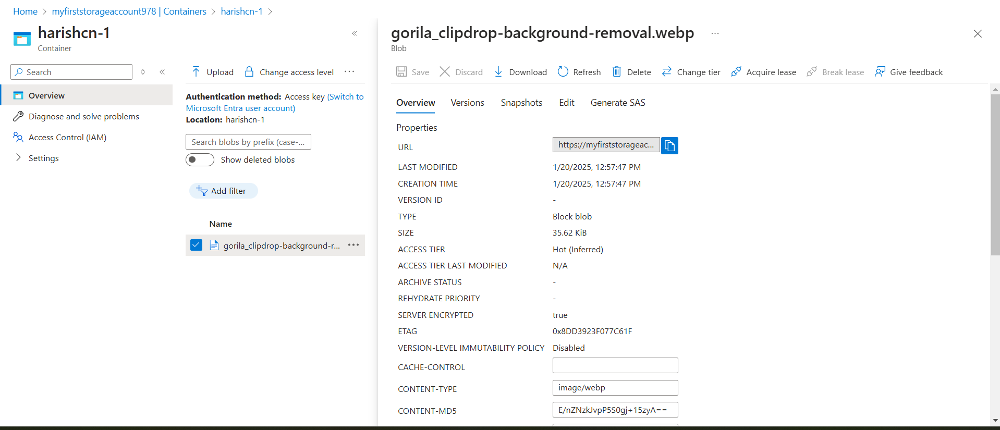 Home > myfirststorageaccount978 | Containers > harishcn-1 >
harishcn-1
Container
Search
Overview
Diagnose and solve problems
Access Control (IAM)
Settings
Upload
Change access level
Authentication method: Access key (Switch to
Microsoft Entra user account)
Location: harishcn-1
Search blobs by prefix (case-...
Show deleted blobs
Add filter
Name
gorila_clipdrop-background-r...
gorila_clipdrop-background-removal.webp
Blob
Save Discard Download Refresh Delete Change tier Acquire lease Break lease Give feedback
Overview Versions Snapshots Edit Generate SAS
Properties
URL https://myfirststorageac...
LAST MODIFIED 1/20/2025, 12:57:47 PM
CREATION TIME 1/20/2025, 12:57:47 PM
VERSION ID -
TYPE Block blob
SIZE 35.62 KiB
ACCESS TIER Hot (Inferred)
ACCESS TIER LAST MODIFIED N/A
ARCHIVE STATUS -
REHYDRATE PRIORITY -
SERVER ENCRYPTED true
ETAG 0x8DD3923F077C61F
VERSION-LEVEL IMMUTABILITY POLICY Disabled
CACHE-CONTROL
CONTENT-TYPE image/webp
CONTENT-MD5 E/nZNzkJvpP5S0gj+15zyA==